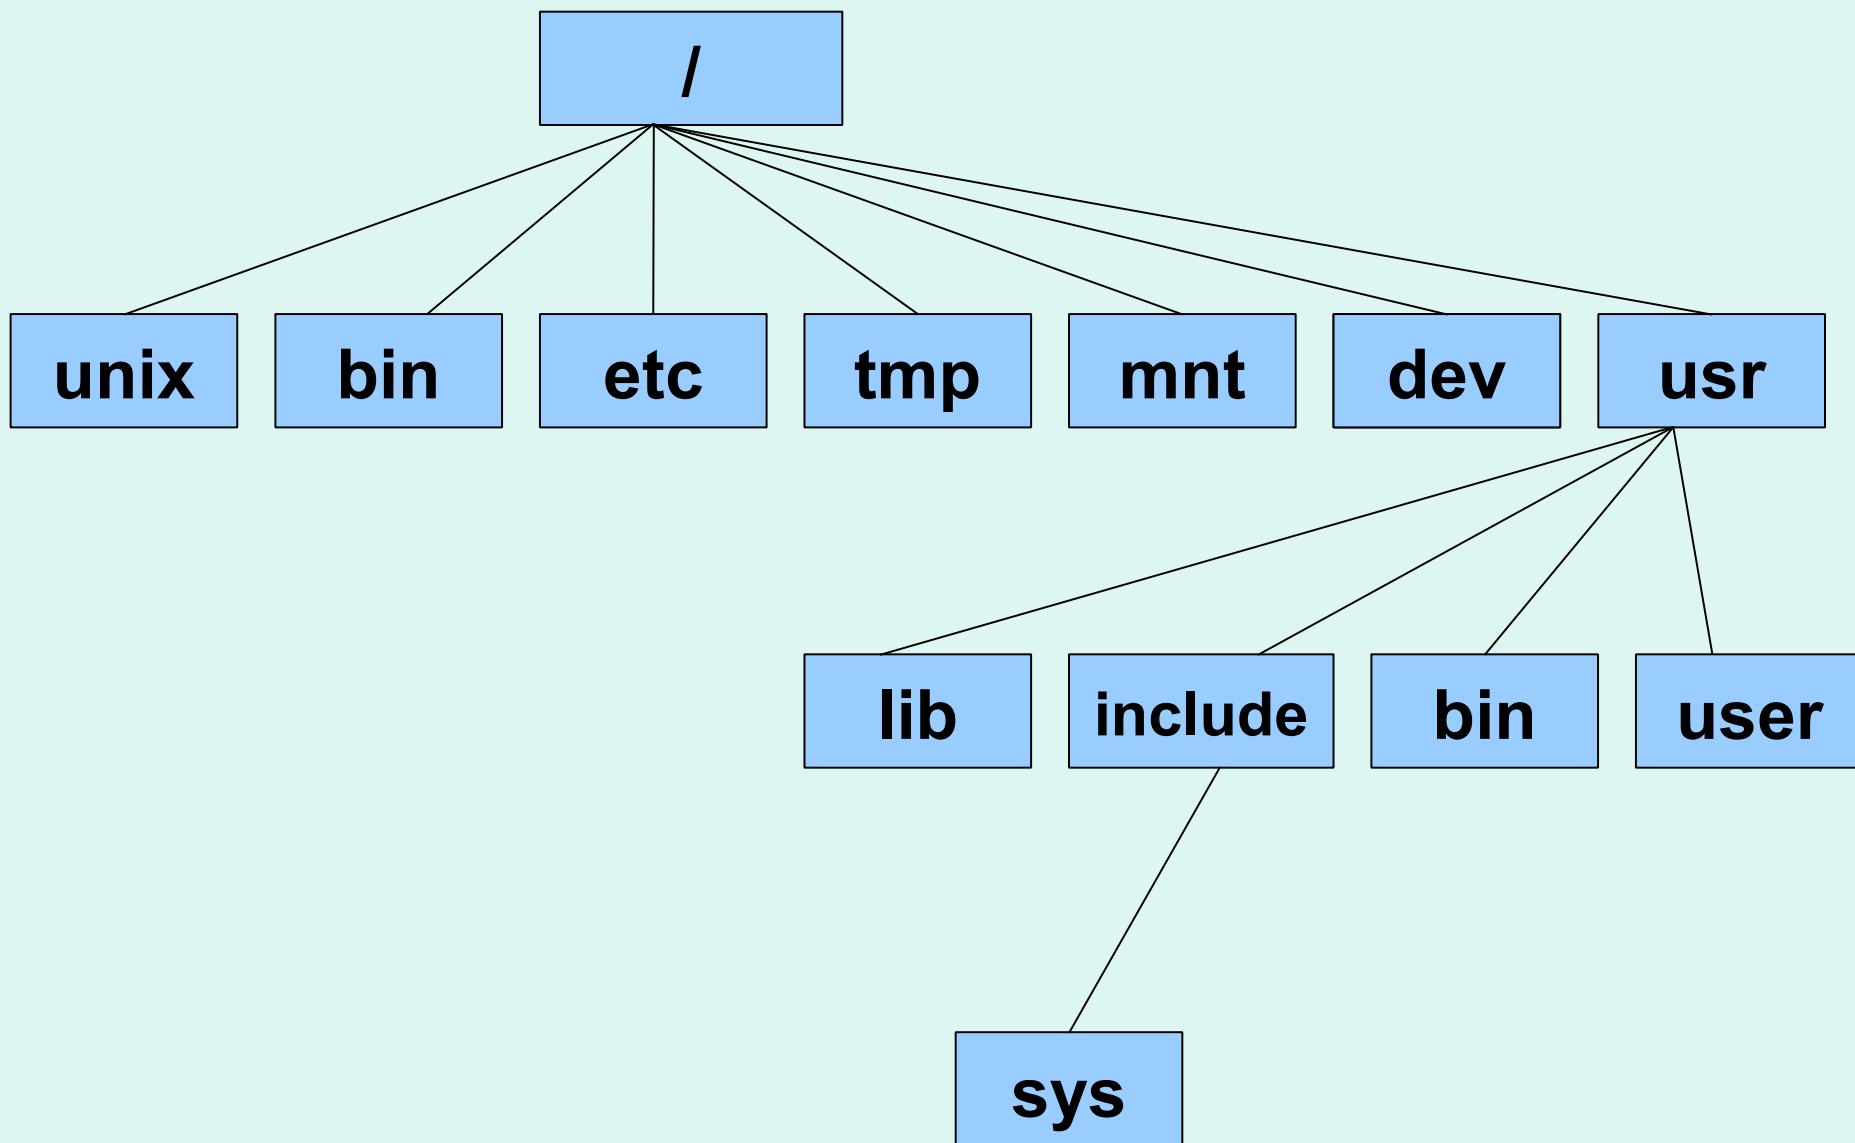 /
unix bin etc tmp mnt dev usr
lib include bin user
sys